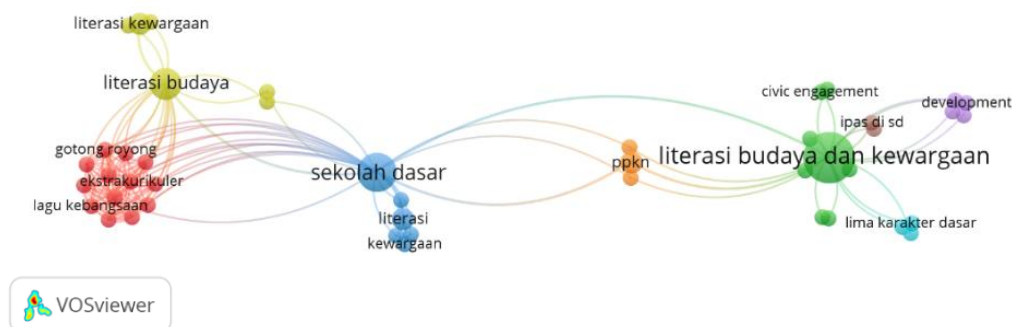 literasi kewargaan
literasi budaya
gotong royong
ekstrakurikuler
lagu kebangsaan
sekolah dasar
literasi
kewargaan
ppkn
civic engagement
development
ipas di sd
literasi budaya dan kewargaan
lima karakter dasar
VOSviewer